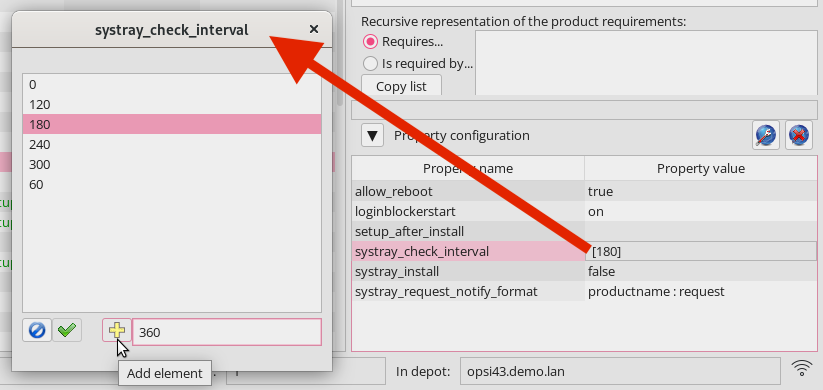 systray_check_interval
0
120
180
240
300
60
360
Add element
Recursive representation of the product requirements:
Requires...
Is required by...
Copy list
Property configuration
Property name Property value
allow_reboot true
loginblockerstart on
setup_after_install
systray_check_interval [180]
systray_install false
systray_request_notify_format productname : request
In depot: opsi43.demo.lan